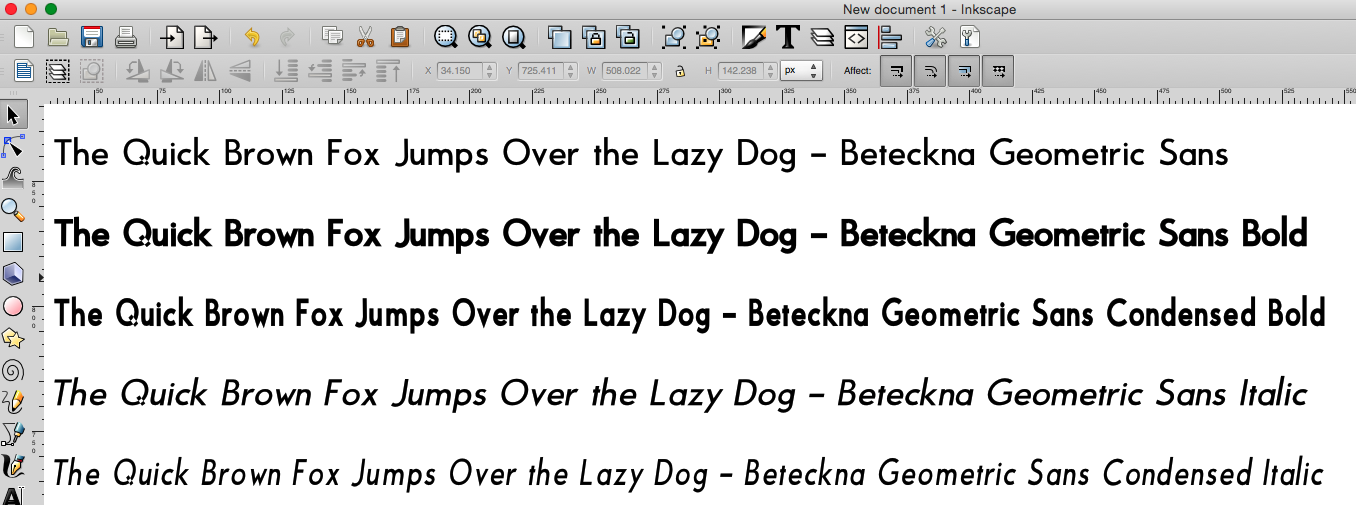 New document 1 - Inkscape
X 34.150 Y 725.411 W 508.022 H 142.238 px Affect:
50 75 100 125 150 175 200 225 250 275 300 325 350 375 400 425 450 475 500 525 550
The Quick Brown Fox Jumps Over the Lazy Dog – Beteckna Geometric Sans
850
The Quick Brown Fox Jumps Over the Lazy Dog – Beteckna Geometric Sans Bold
The Quick Brown Fox Jumps Over the Lazy Dog – Beteckna Geometric Sans Condensed Bold
800
The Quick Brown Fox Jumps Over the Lazy Dog – Beteckna Geometric Sans Italic
750
The Quick Brown Fox Jumps Over the Lazy Dog – Beteckna Geometric Sans Condensed Italic